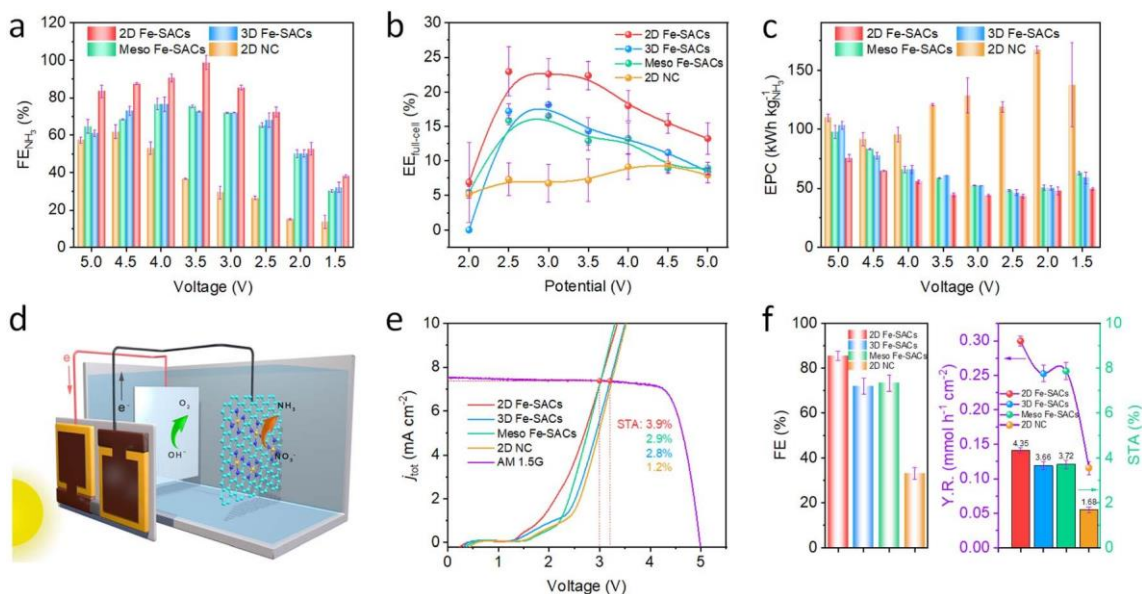 a
2D Fe-SACs 3D Fe-SACs
Meso Fe-SACs 2D NC
120
100
80
60
40
20
0
FE_NH₃ (%)
5.0 4.5 4.0 3.5 3.0 2.5 2.0 1.5
Voltage (V)
b
2D Fe-SACs
3D Fe-SACs
Meso Fe-SACs
2D NC
30
25
20
15
10
5
0
EE_full-cell (%)
2.0 2.5 3.0 3.5 4.0 4.5 5.0
Potential (V)
c
2D Fe-SACs 3D Fe-SACs
Meso Fe-SACs 2D NC
150
100
50
0
EPC (kWh kg⁻¹_NH₃)
5.0 4.5 4.0 3.5 3.0 2.5 2.0 1.5
Voltage (V)
d
e⁻
e⁻
O₂
OH⁻
NH₃
NO₃⁻
e
10
8
6
4
2
0
j_tot (mA cm⁻²)
2D Fe-SACs
3D Fe-SACs
Meso Fe-SACs
2D NC
AM 1.5G
STA: 3.9%
2.9%
2.8%
1.2%
0 1 2 3 4 5
Voltage (V)
f
100
80
60
40
20
0
FE (%)
2D Fe-SACs
3D Fe-SACs
Meso Fe-SACs
2D NC
0.30
0.25
0.20
0.15
0.10
0.05
0.00
Y.R. (mmol h⁻¹ cm⁻²)
2D Fe-SACs
3D Fe-SACs
Meso Fe-SACs
2D NC
4.35
3.66
3.72
1.68
10
8
6
4
2
0
STA (%)